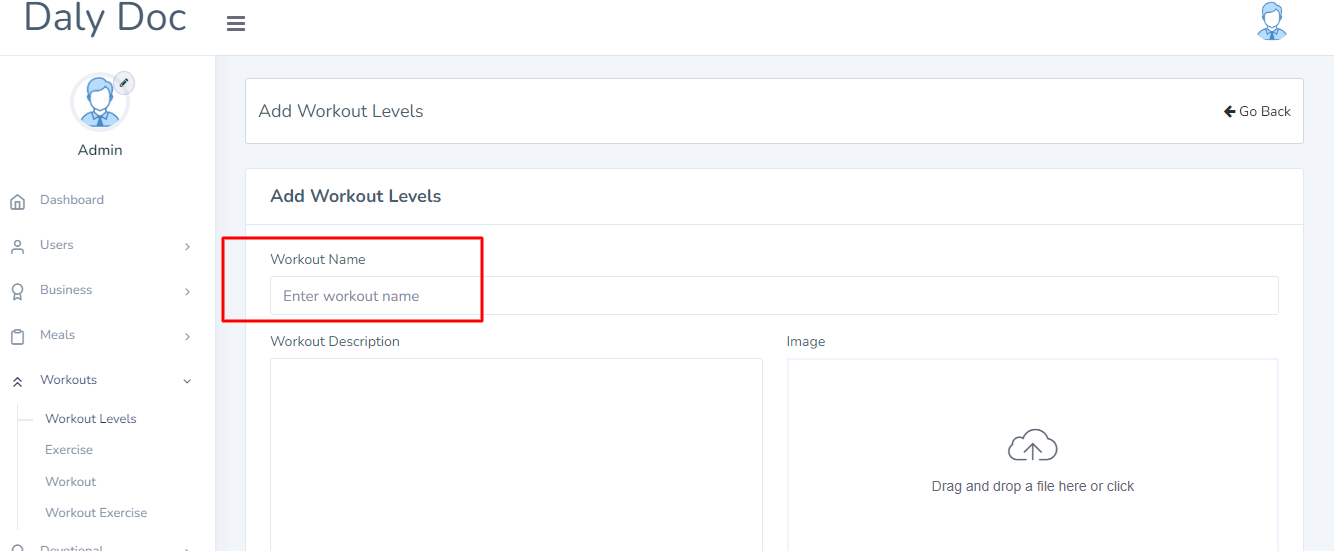 Daly Doc
Admin
Dashboard
Users
Business
Meals
Workouts
Workout Levels
Exercise
Workout
Workout Exercise
Devotional
Add Workout Levels
Go Back
Add Workout Levels
Workout Name
Enter workout name
Workout Description
Image
Drag and drop a file here or click